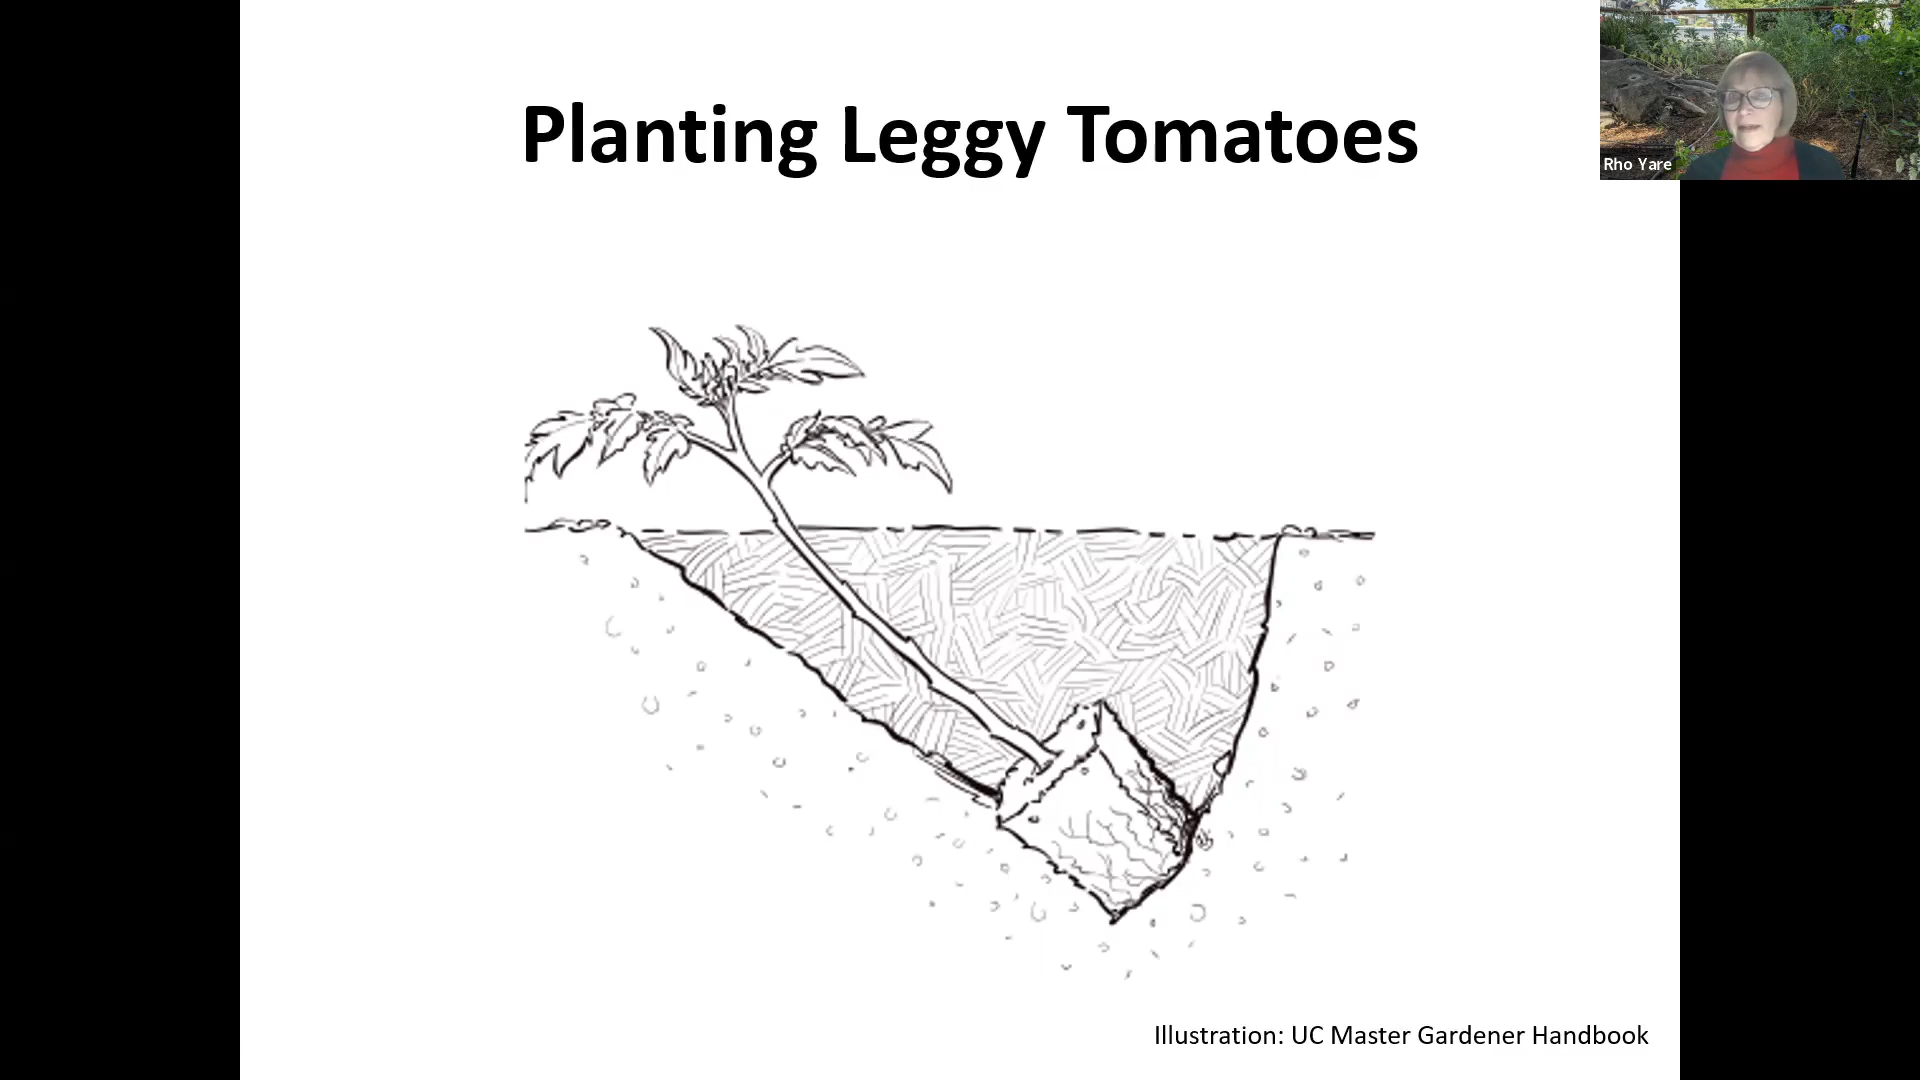 Planting Leggy Tomatoes
Rho Yare
Illustration: UC Master Gardener Handbook